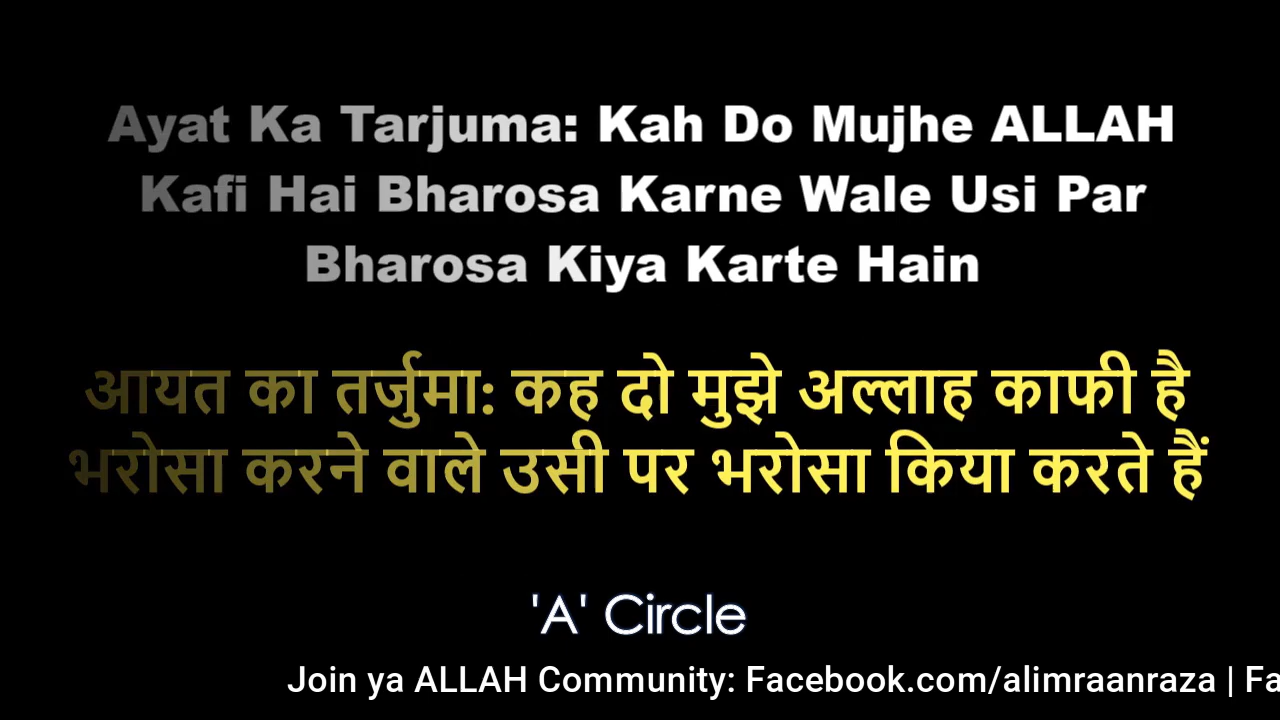 Ayat Ka Tarjuma: Kah Do Mujhe ALLAH
Kafi Hai Bharosa Karne Wale Usi Par
Bharosa Kiya Karte Hain
आयत का तर्जुमा: कह दो मुझे अल्लाह काफी है
भरोसा करने वाले उसी पर भरोसा किया करते हैं
'A' Circle
Join ya ALLAH Community: Facebook.com/alimraanraza | Fa